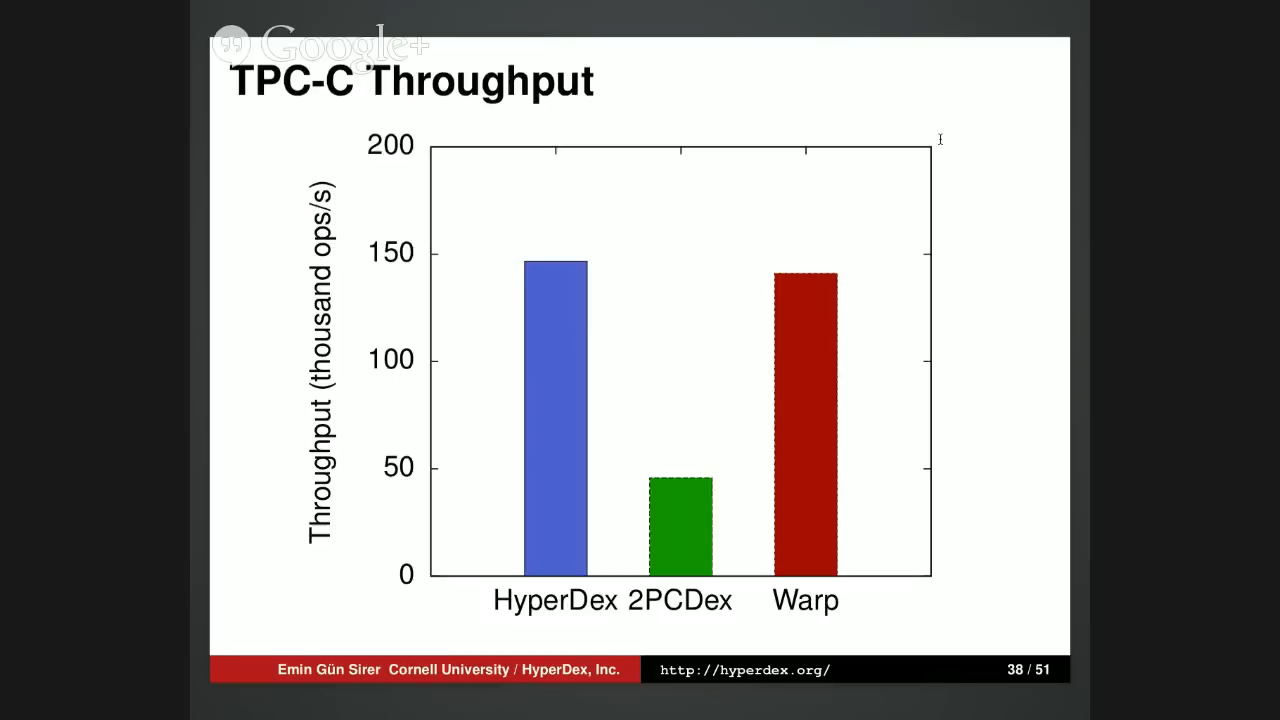 Google+
TPC-C Throughput
200
150
100
50
0
Throughput (thousand ops/s)
HyperDex 2PCDex Warp
Emin Gün Sirer Cornell University / HyperDex, Inc. http://hyperdex.org/ 38 / 51